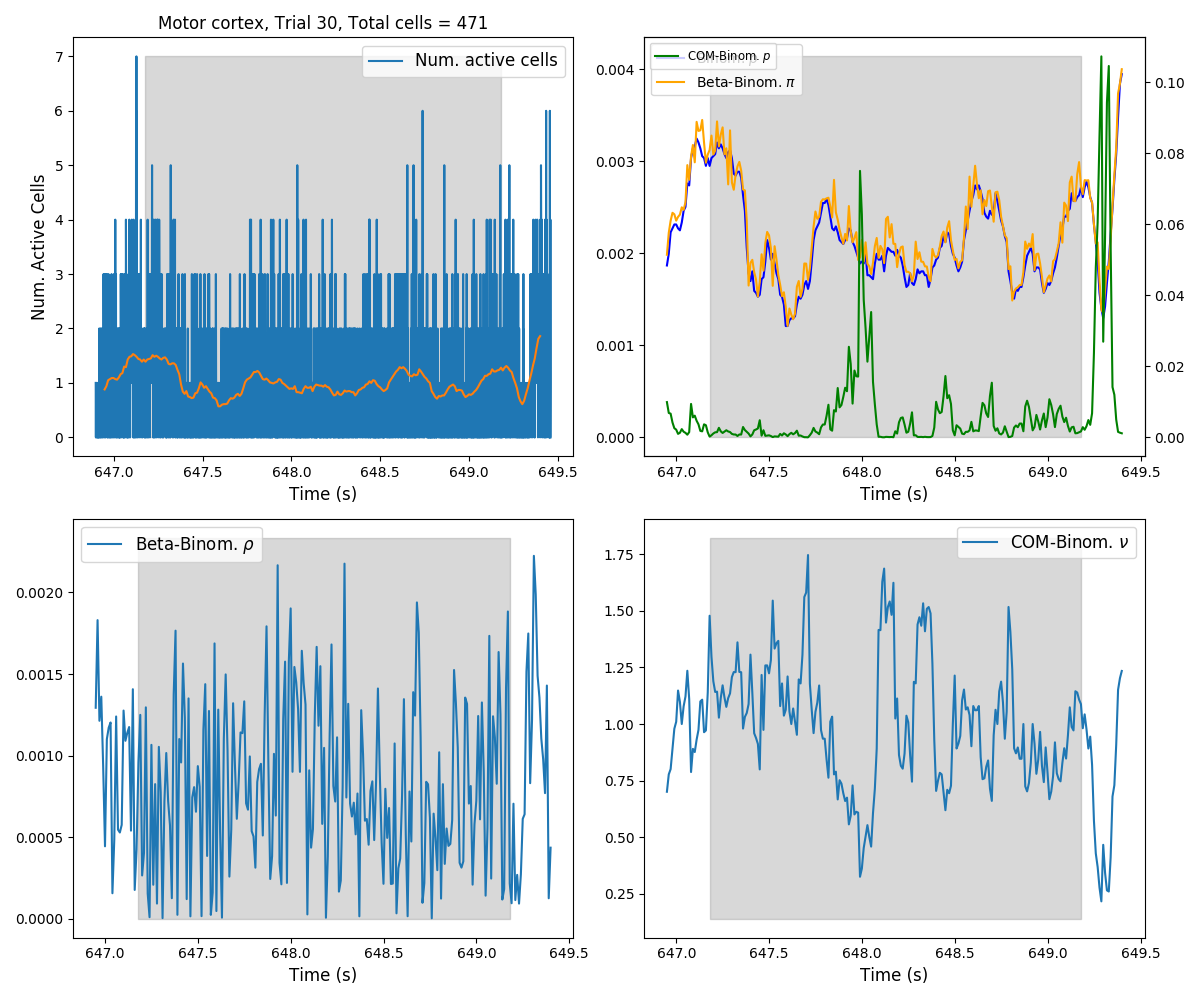 Motor cortex, Trial 30, Total cells = 471
Num. active cells
Num. Active Cells
7
6
5
4
3
2
1
0
647.0 647.5 648.0 648.5 649.0 649.5
Time (s)
COM-Binom. p
Beta-Binom. π
0.004
0.003
0.002
0.001
0.000
0.10
0.08
0.06
0.04
0.02
0.00
647.0 647.5 648.0 648.5 649.0 649.5
Time (s)
Beta-Binom. ρ
0.0020
0.0015
0.0010
0.0005
0.0000
647.0 647.5 648.0 648.5 649.0 649.5
Time (s)
COM-Binom. ν
1.75
1.50
1.25
1.00
0.75
0.50
0.25
647.0 647.5 648.0 648.5 649.0 649.5
Time (s)